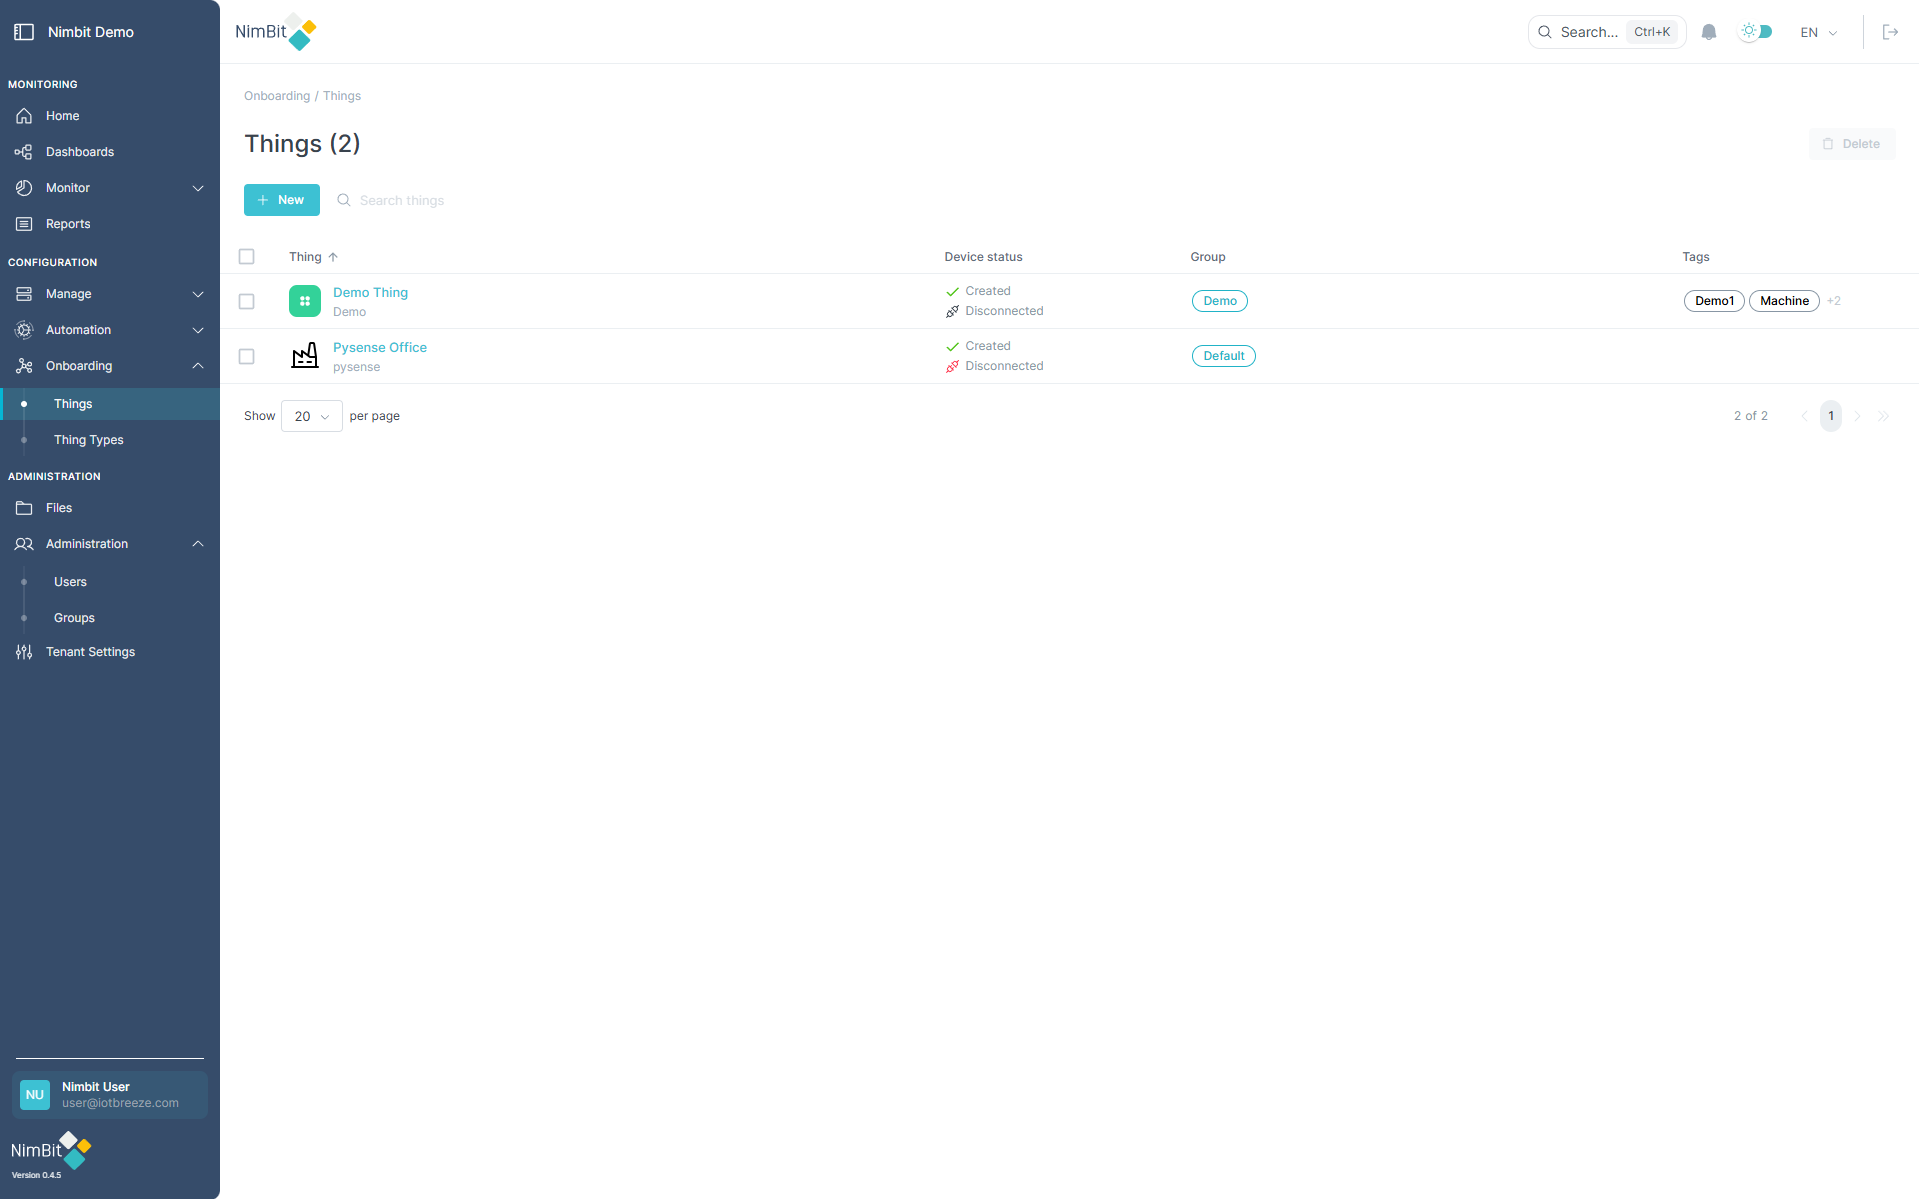 Nimbit Demo
MONITORING
Home
Dashboards
Monitor
Reports
CONFIGURATION
Manage
Automation
Onboarding
Things
Thing Types
ADMINISTRATION
Files
Administration
Users
Groups
Tenant Settings
NU
Nimbit User
user@iotbreeze.com
NimBit
Version 0.4.5
NimBit
Search... Ctrl+K
EN
Onboarding / Things
Things (2)
Delete
New
Search things
Thing Device status Group Tags
Demo Thing
Demo
Created
Disconnected
Demo
Demo1 Machine +2
Pysense Office
pysense
Created
Disconnected
Default
Show 20 per page
2 of 2 1